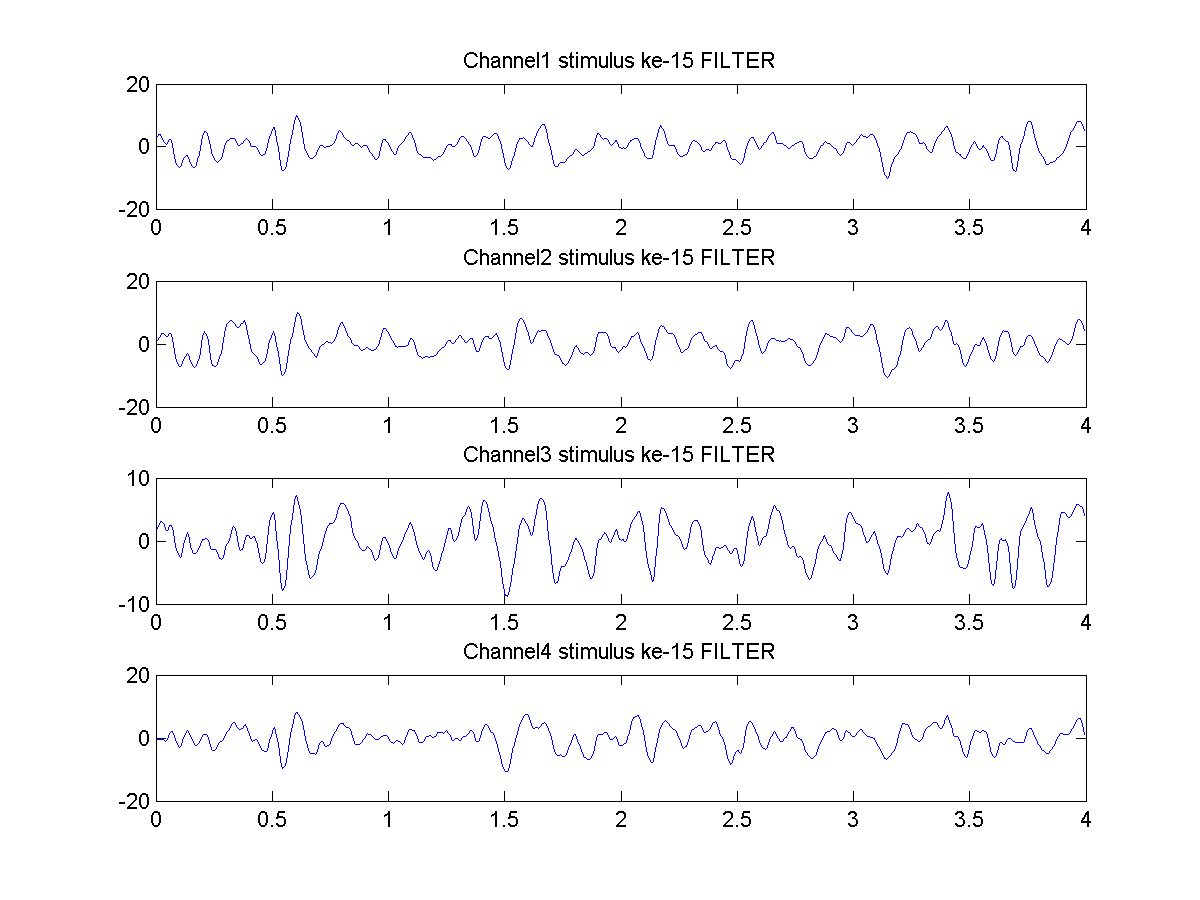 Channel1 stimulus ke-15 FILTER
20
0
-20
0 0.5 1 1.5 2 2.5 3 3.5 4
Channel2 stimulus ke-15 FILTER
20
0
-20
0 0.5 1 1.5 2 2.5 3 3.5 4
Channel3 stimulus ke-15 FILTER
10
0
-10
0 0.5 1 1.5 2 2.5 3 3.5 4
Channel4 stimulus ke-15 FILTER
20
0
-20
0 0.5 1 1.5 2 2.5 3 3.5 4